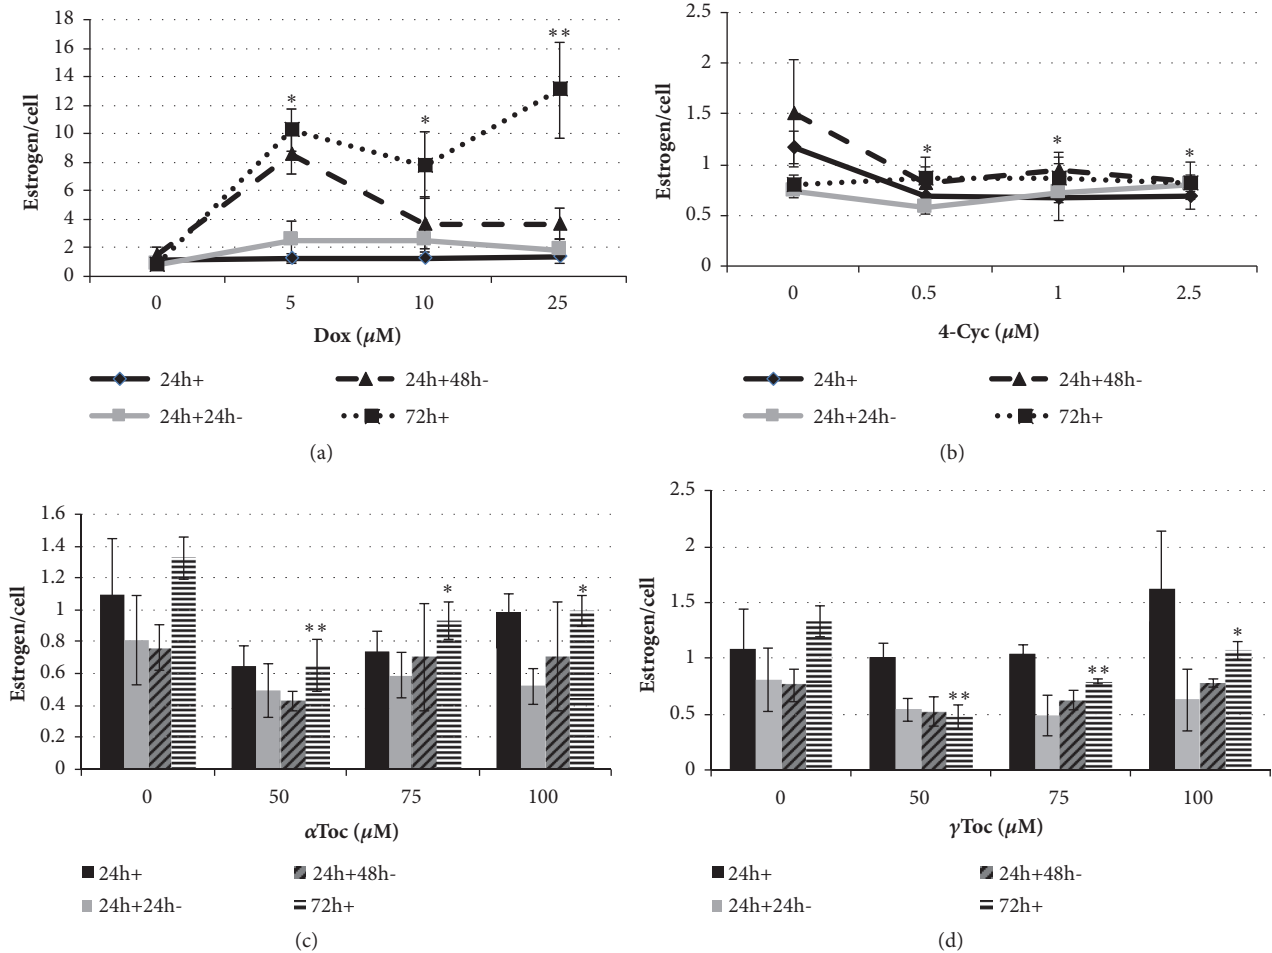 18
16
14
12
10
8
6
4
2
0
Estrogen/cell
*
*
**
0 5 10 25
Dox (μM)
24h+
24h+48h-
24h+24h-
72h+
(a)
2.5
2
1.5
1
0.5
0
Estrogen/cell
*
*
*
0 0.5 1 2.5
4-Cyc (μM)
24h+
24h+48h-
24h+24h-
72h+
(b)
1.6
1.4
1.2
1
0.8
0.6
0.4
0.2
0
Estrogen/cell
**
*
*
0 50 75 100
αToc (μM)
24h+
24h+48h-
24h+24h-
72h+
(c)
2.5
2
1.5
1
0.5
0
Estrogen/cell
**
**
*
0 50 75 100
γToc (μM)
24h+
24h+48h-
24h+24h-
72h+
(d)